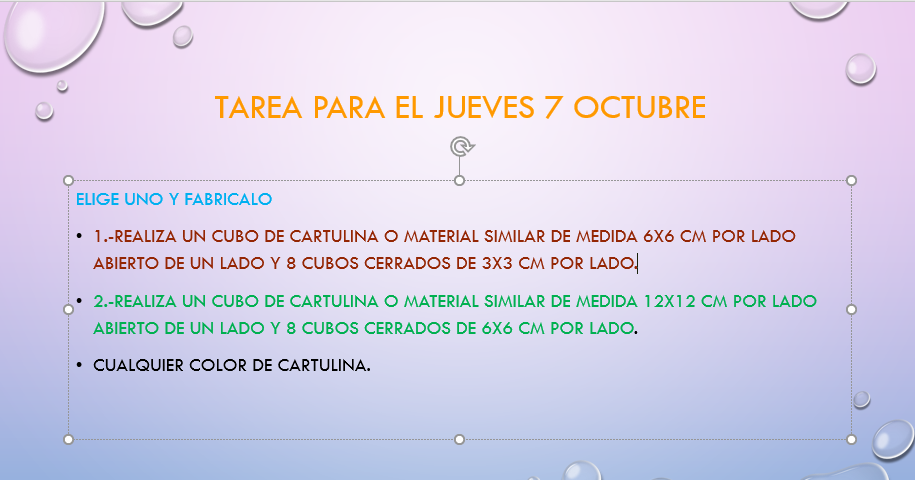 TAREA PARA EL JUEVES 7 OCTUBRE
ELIGE UNO Y FABRICALO
• 1.-REALIZA UN CUBO DE CARTULINA O MATERIAL SIMILAR DE MEDIDA 6X6 CM POR LADO
ABIERTO DE UN LADO Y 8 CUBOS CERRADOS DE 3X3 CM POR LADO.
• 2.-REALIZA UN CUBO DE CARTULINA O MATERIAL SIMILAR DE MEDIDA 12X12 CM POR LADO
ABIERTO DE UN LADO Y 8 CUBOS CERRADOS DE 6X6 CM POR LADO.
• CUALQUIER COLOR DE CARTULINA.